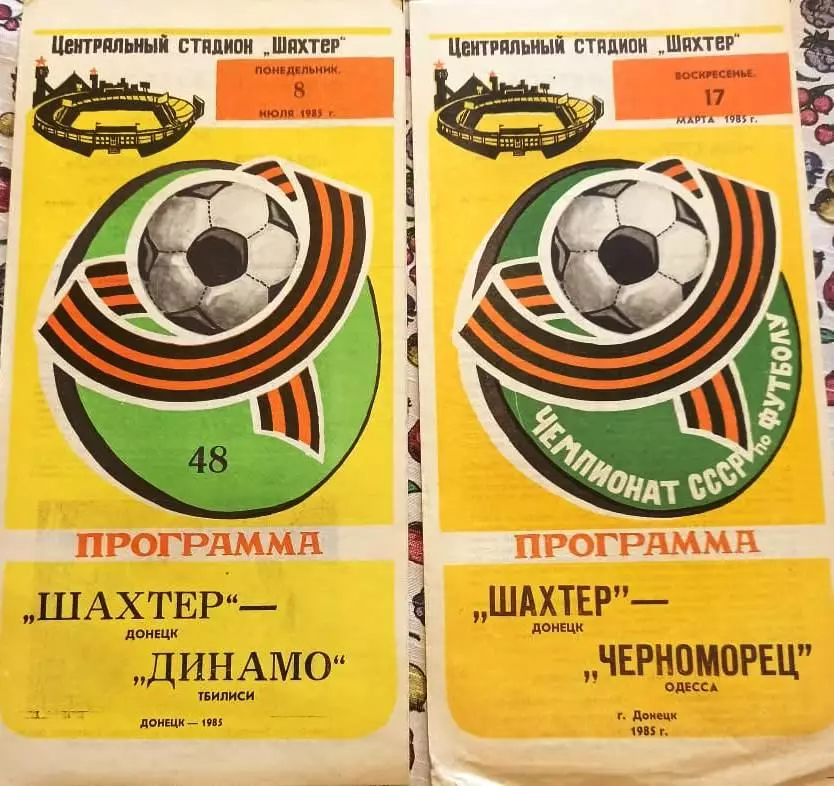 Центральный стадион „Шахтер"
ПОНЕДЕЛЬНИК.
8
ИЮЛЯ 1985 г.
48
ПРОГРАММА
„ШАХТЕР“—
ДОНЕЦК
„ДИНАМО“
ТБИЛИСИ
ДОНЕЦК — 1985
Центральный стадион „Шахтер"
ВОСКРЕСЕНЬЕ.
17
МАРТА 1985 г.
ЧЕМПИОНАТ СССР по ФУТБОЛУ
ПРОГРАММА
„ШАХТЕР”—
ДОНЕЦК
„ЧЕРНОМОРЕЦ”
ОДЕССА
г. Донецк
1985 г.